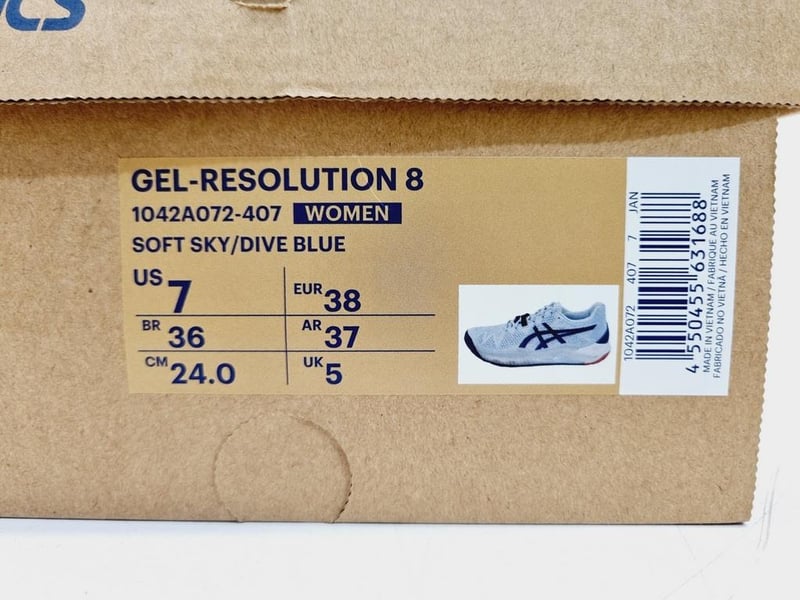 GEL-RESOLUTION 8
1042A072-407 WOMEN
SOFT SKY/DIVE BLUE
US 7
EUR 38
BR 36
AR 37
CM 24.0
UK 5
1042A072 407 7 JAN
4 550455 631688
MADE IN VIETNAM / FABRIQUE AU VIETNAM
FABRICADO NO VIETNÃ / HECHO EN VIETNAM